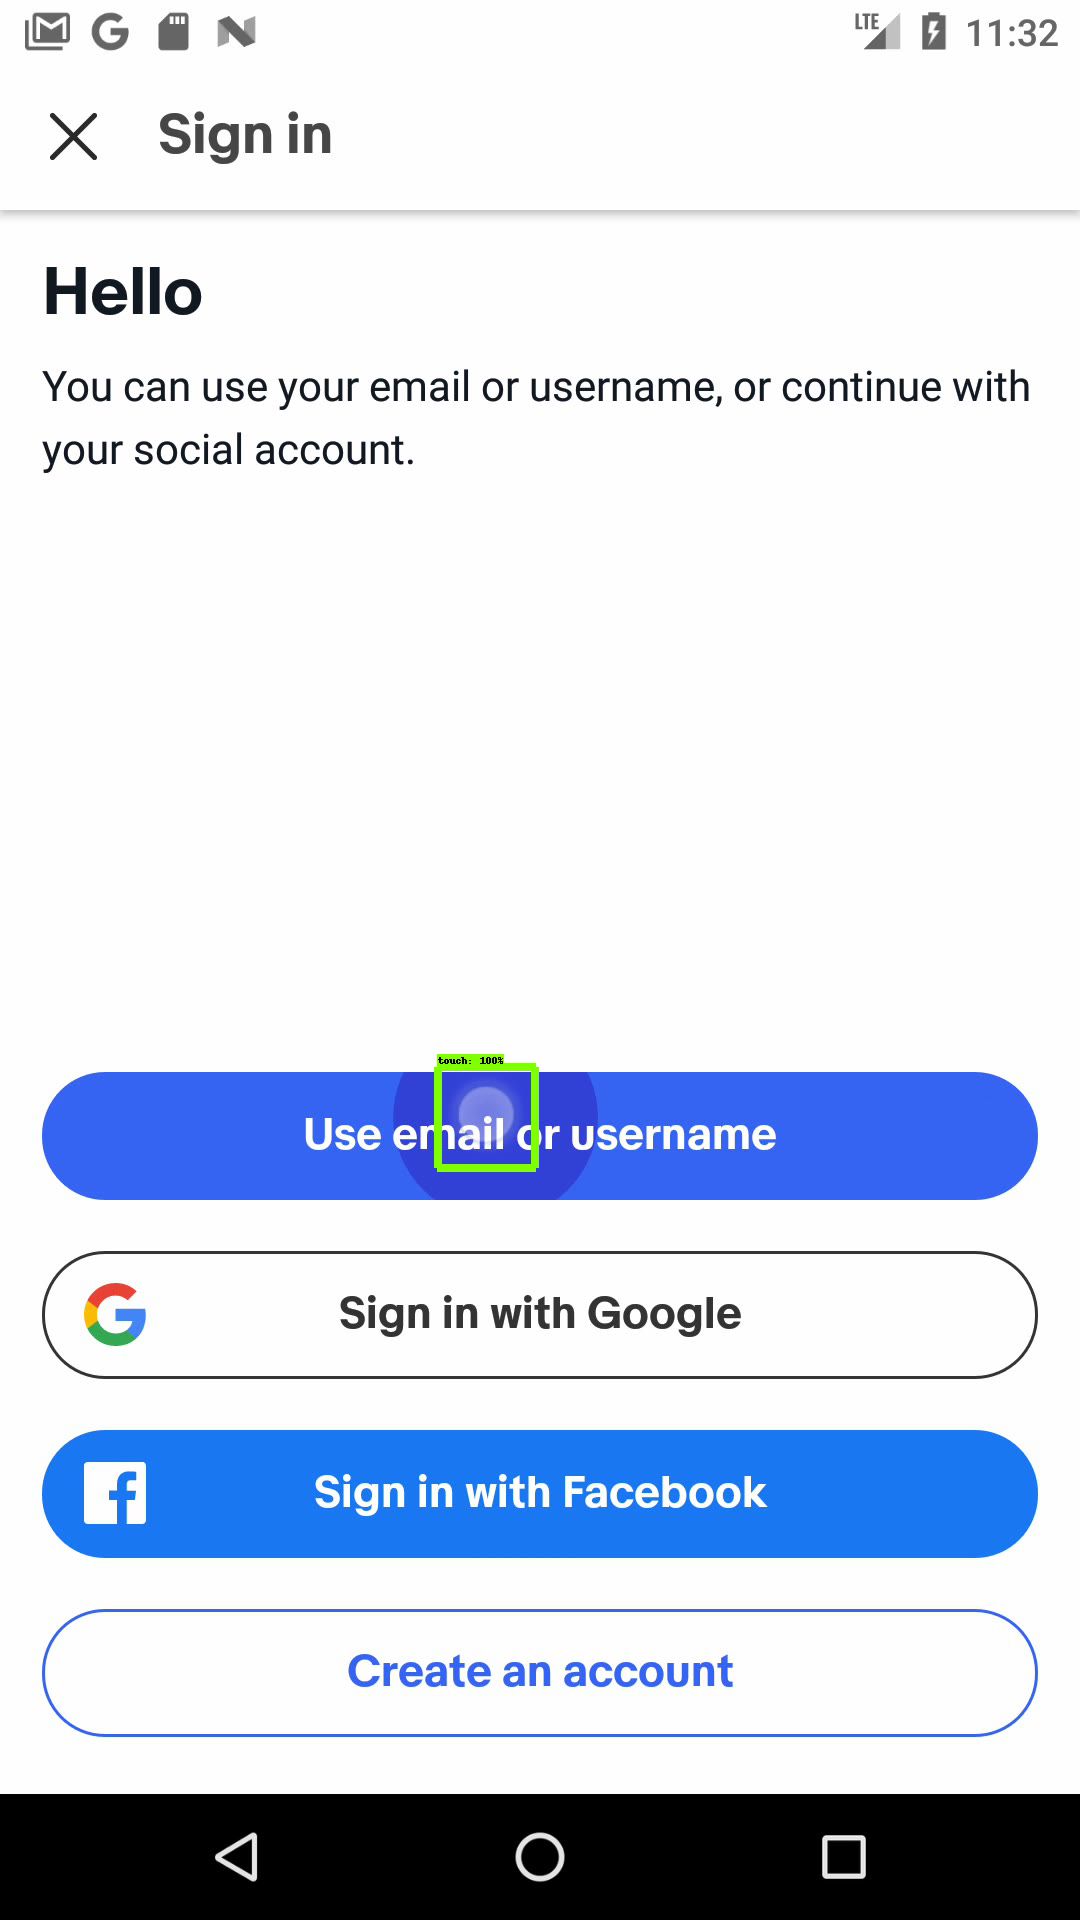 LTE 11:32
Sign in
Hello
You can use your email or username, or continue with
your social account.
touch: 100%
Use email or username
Sign in with Google
Sign in with Facebook
Create an account